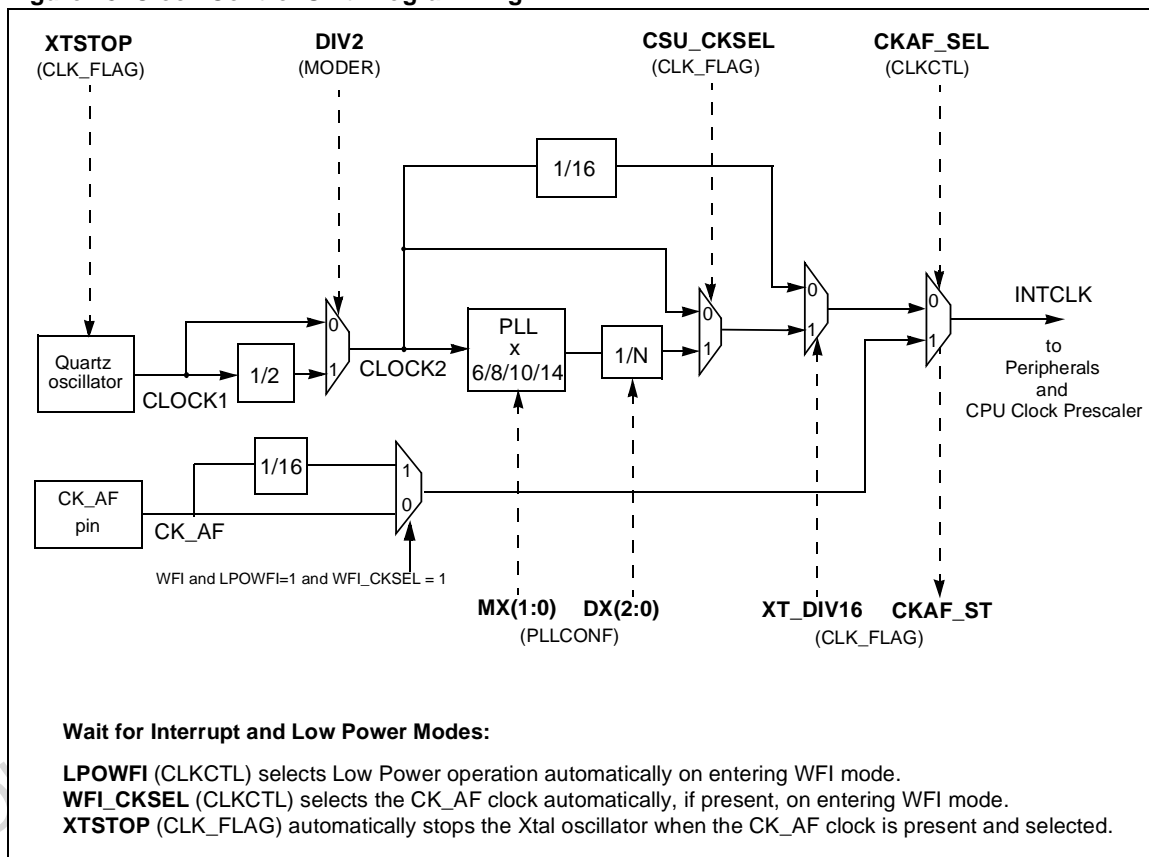 XTSTOP
(CLK_FLAG)
DIV2
(MODER)
CSU_CKSEL
(CLK_FLAG)
CKAF_SEL
(CLKCTL)
1/16
0
1
0
1
0
1
0
1
INTCLK
to
Peripherals
and
CPU Clock Prescaler
Quartz
oscillator
CLOCK1
1/2
CLOCK2
PLL
x
6/8/10/14
1/N
1/16
1
0
CK_AF
pin
CK_AF
WFI and LPOWFI=1 and WFI_CKSEL = 1
MX(1:0)
DX(2:0)
(PLLCONF)
XT_DIV16
CKAF_ST
(CLK_FLAG)
Wait for Interrupt and Low Power Modes:
LPOWFI (CLKCTL) selects Low Power operation automatically on entering WFI mode.
WFI_CKSEL (CLKCTL) selects the CK_AF clock automatically, if present, on entering WFI mode.
XTSTOP (CLK_FLAG) automatically stops the Xtal oscillator when the CK_AF clock is present and selected.